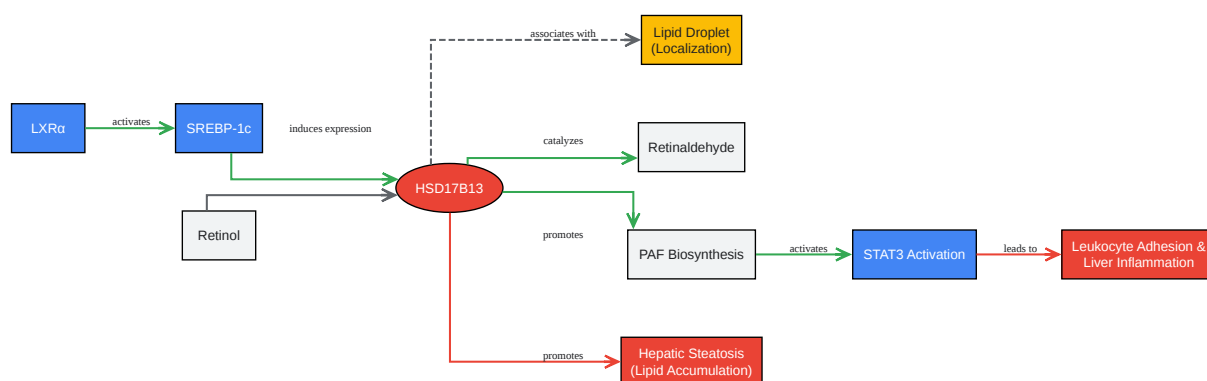 associates with
Lipid Droplet
(Localization)
LXRα
activates
SREBP-1c
induces expression
catalyzes
Retinaldehyde
HSD17B13
Retinol
promotes
PAF Biosynthesis
activates
STAT3 Activation
leads to
Leukocyte Adhesion &
Liver Inflammation
promotes
Hepatic Steatosis
(Lipid Accumulation)